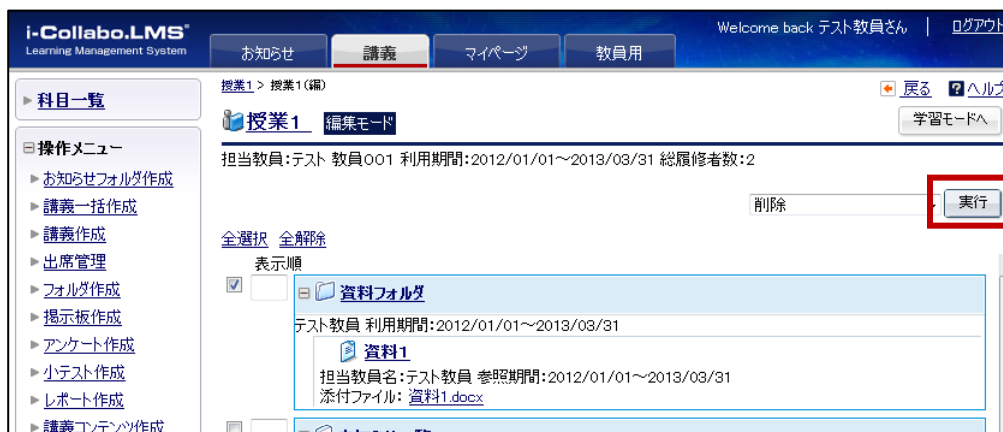 i-Collabo.LMS
Learning Management System
Welcome back テスト教員さん | ログアウト
お知らせ 講義 マイページ 教員用
科目一覧
操作メニュー
お知らせフォルダ作成
講義一括作成
講義作成
出席管理
フォルダ作成
掲示板作成
アンケート作成
小テスト作成
レポート作成
講義コンテンツ作成
授業1 > 授業1(編)
戻る ヘルプ
授業1 編集モード
学習モードへ
担当教員:テスト 教員001 利用期間:2012/01/01~2013/03/31 総履修者数:2
削除 実行
全選択 全解除
表示順
資料フォルダ
テスト教員 利用期間:2012/01/01~2013/03/31
資料1
担当教員名:テスト教員 参照期間:2012/01/01~2013/03/31
添付ファイル: 資料1.docx